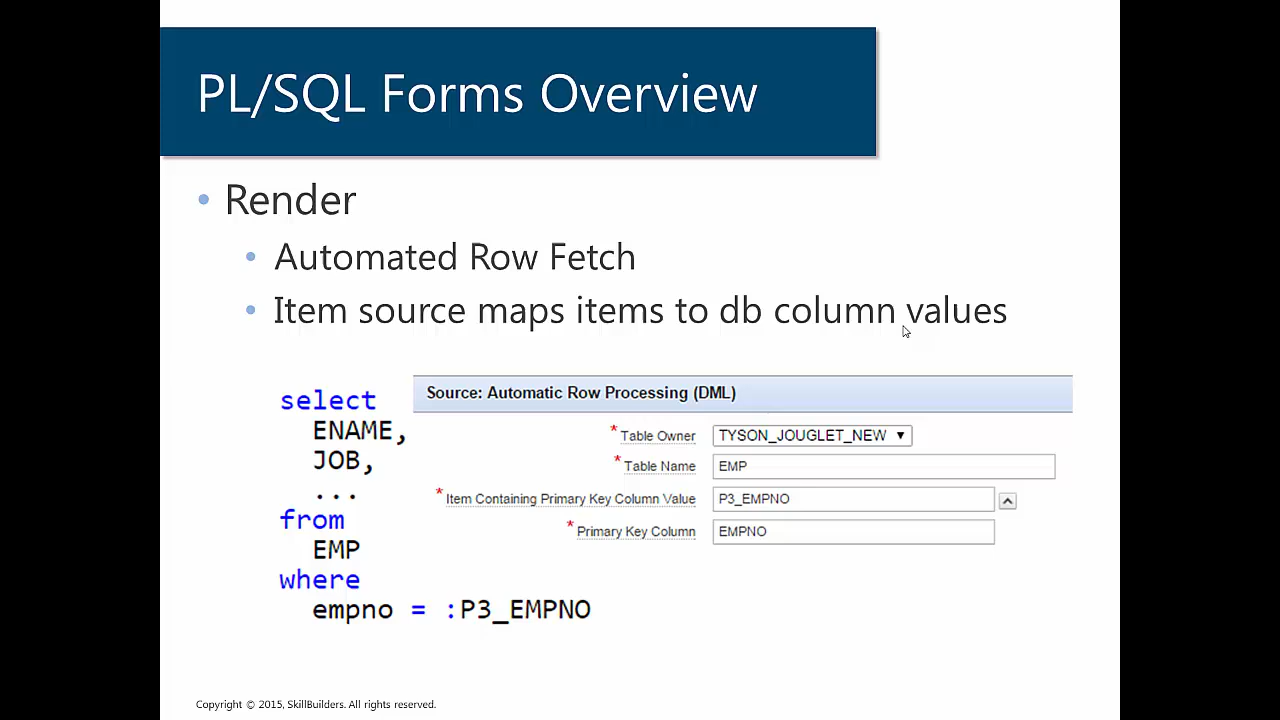 PL/SQL Forms Overview
• Render
• Automated Row Fetch
• Item source maps items to db column values
select
ENAME,
JOB,
...
from
EMP
where
empno = :P3_EMPNO
Source: Automatic Row Processing (DML)
* Table Owner TYSON_JOUGLET_NEW ▼
* Table Name EMP
* Item Containing Primary Key Column Value P3_EMPNO
* Primary Key Column EMPNO
Copyright © 2015, SkillBuilders. All rights reserved.